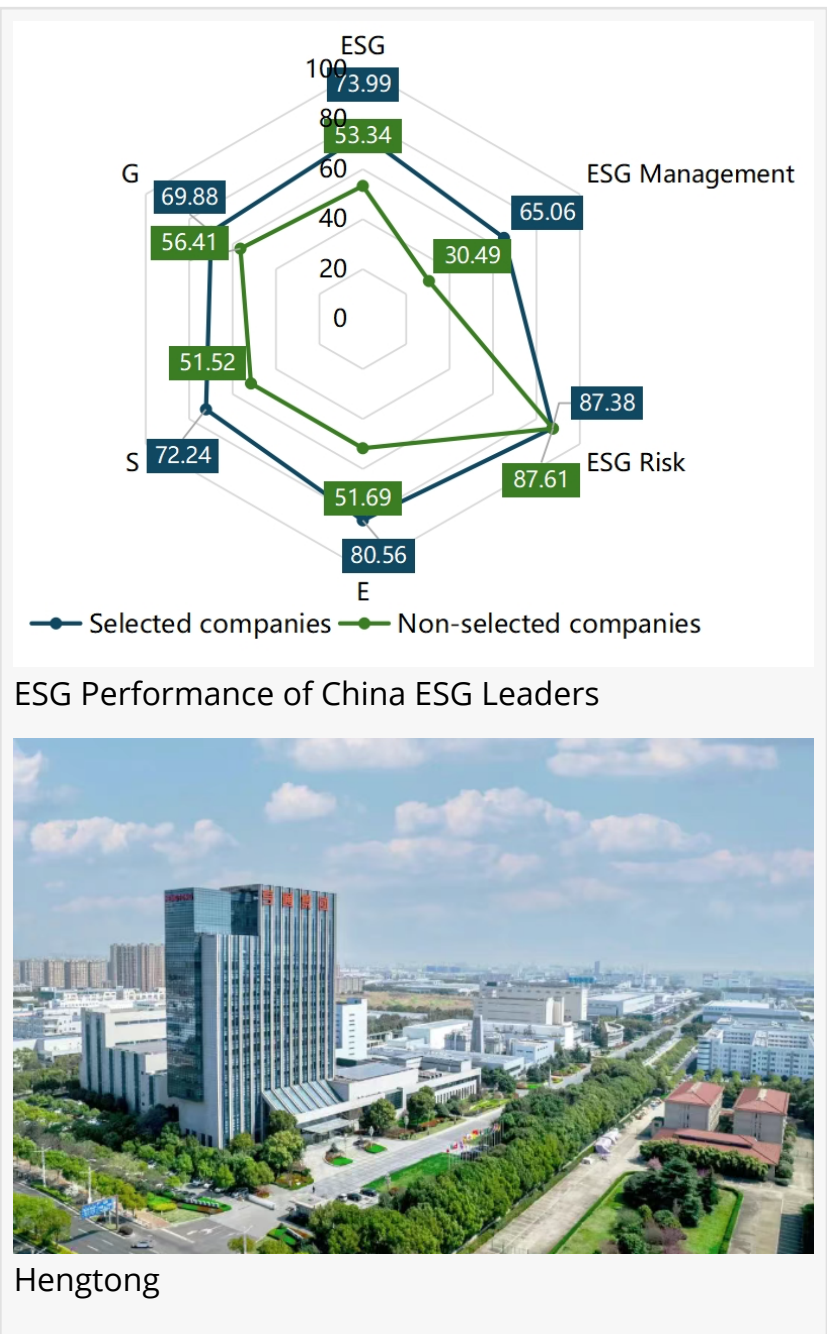 ESG
100
73.99
80
53.34
60
40
20
0
G
69.88
56.41
ESG Management
65.06
30.49
51.52
S
72.24
87.38
ESG Risk
87.61
51.69
80.56
E
Selected companies
Non-selected companies
ESG Performance of China ESG Leaders
Hengtong